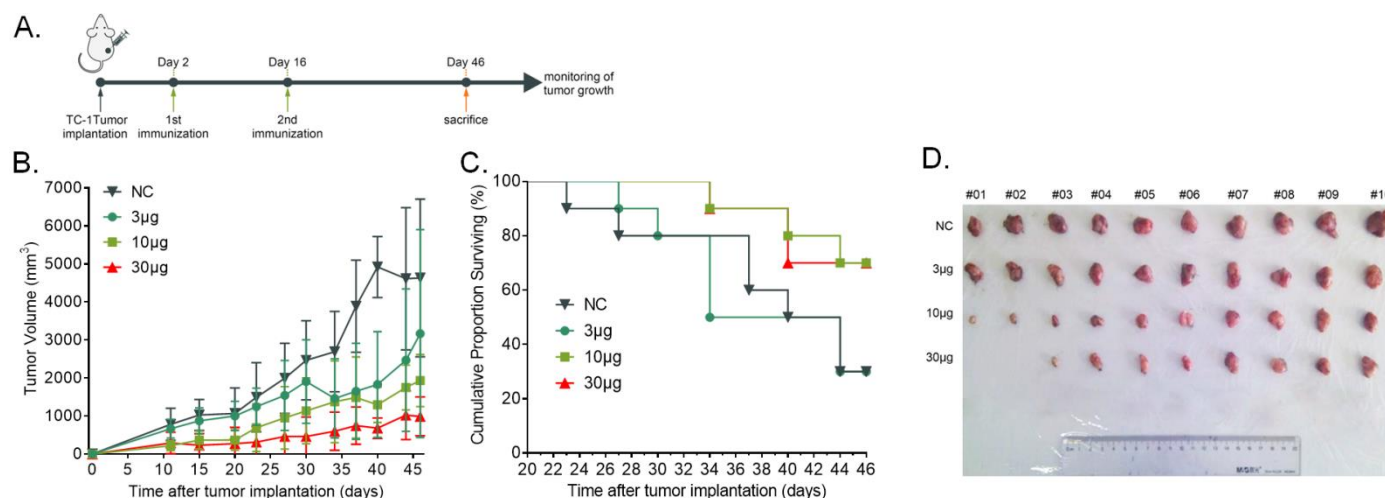 A.
Day 2
Day 16
Day 46
monitoring of
tumor growth
TC-1Tumor
implantation
1st
immunization
2nd
immunization
sacrifice
B.
Tumor Volume (mm³)
7000
6000
5000
4000
3000
2000
1000
0
NC
3μg
10μg
30μg
0 5 10 15 20 25 30 35 40 45
Time after tumor implantation (days)
C.
Cumulative Proportion Surviving (%)
100
80
60
40
20
0
NC
3μg
10μg
30μg
20 22 24 26 28 30 32 34 36 38 40 42 44 46
Time after tumor implantation (days)
D.
#01 #02 #03 #04 #05 #06 #07 #08 #09 #10
NC
3μg
10μg
30μg